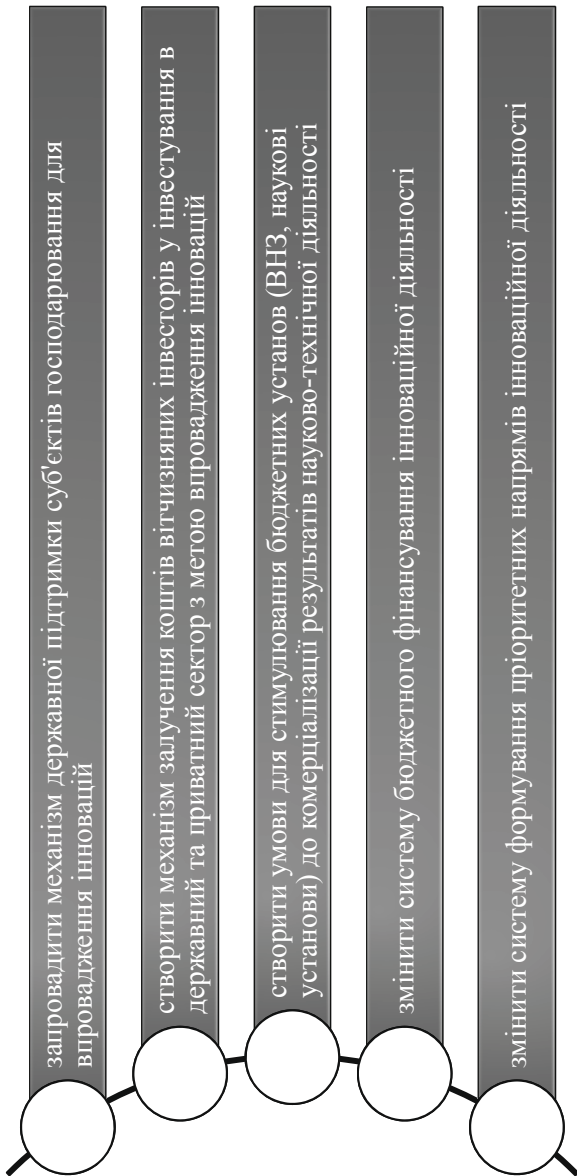 запровадити механізм державної підтримки суб'єктів господарювання для
впровадження інновацій
створити механізм залучення коштів вітчизняних інвесторів у інвестування в
державний та приватний сектор з метою впровадження інновацій
створити умови для стимулювання бюджетних установ (ВНЗ, наукові
установи) до комерціалізації результатів науково-технічної діяльності
змінити систему бюджетного фінансування інноваційної діяльності
змінити систему формування пріоритетних напрямів інноваційної діяльності